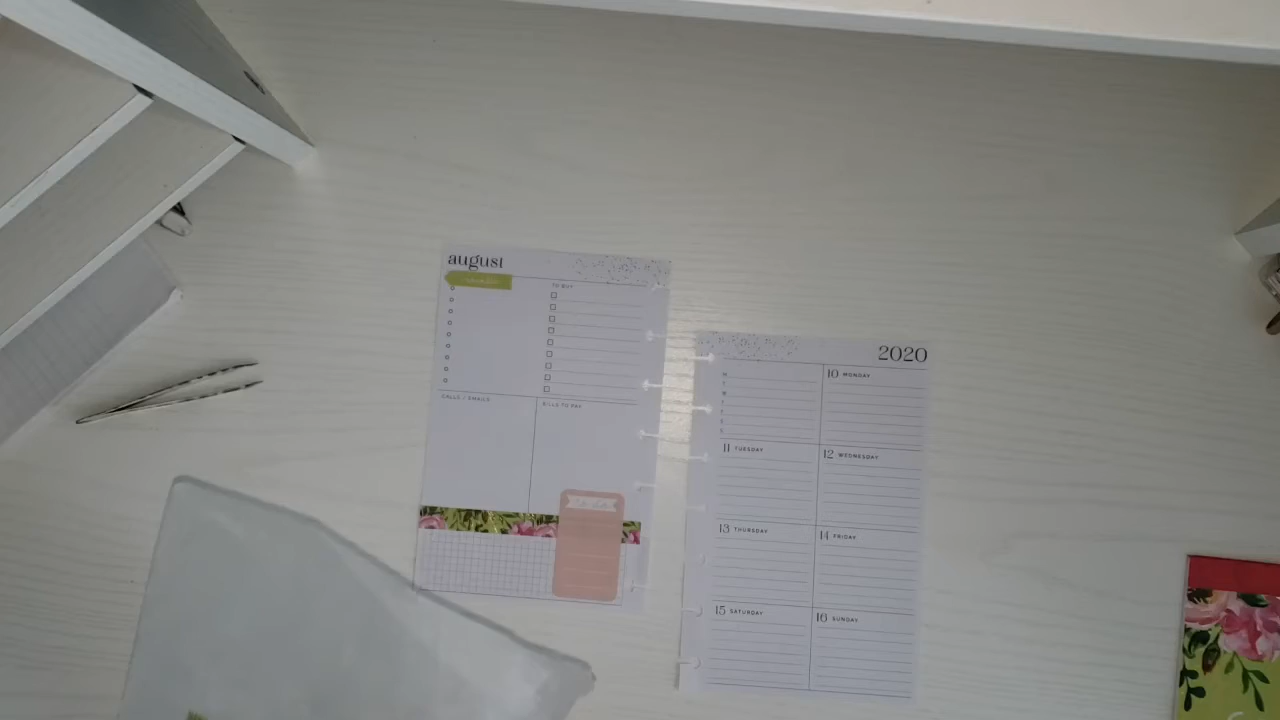 august
TO BUY
CALLS / EMAILS
BILLS TO PAY
2020
10 MONDAY
11 TUESDAY
12 WEDNESDAY
13 THURSDAY
14 FRIDAY
15 SATURDAY
16 SUNDAY